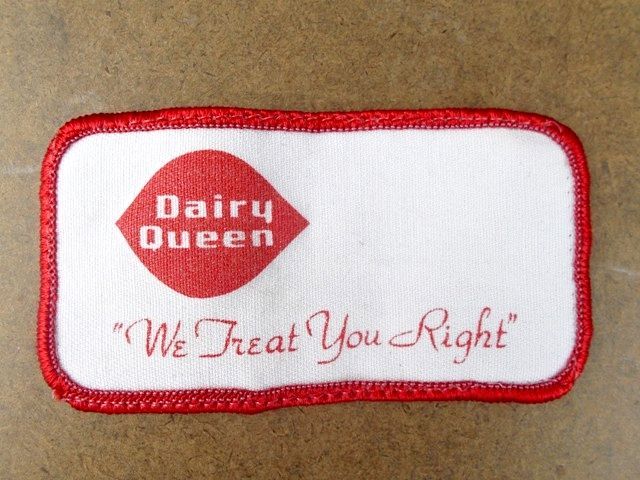 Dairy
Queen
"We Treat You Right"